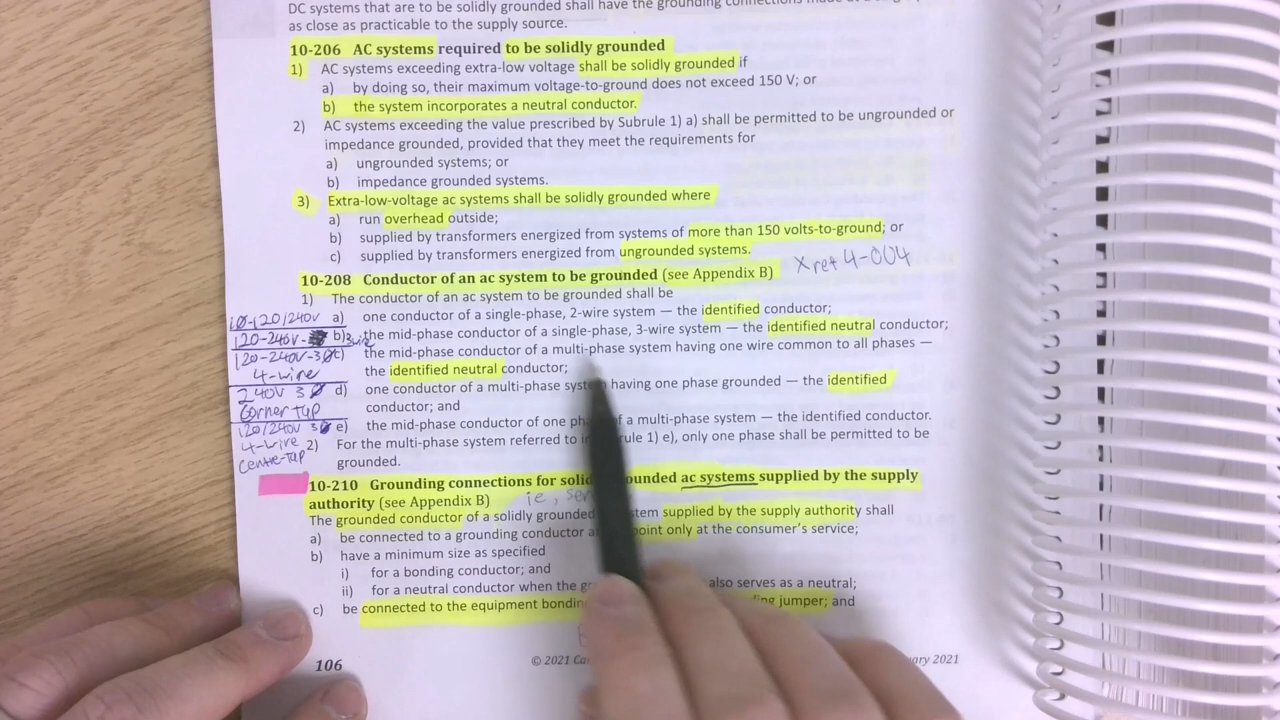 DC systems that are to be solidly grounded shall have the grounding connections made at
as close as practicable to the supply source.
10-206 AC systems required to be solidly grounded
1) AC systems exceeding extra-low voltage shall be solidly grounded if
a) by doing so, their maximum voltage-to-ground does not exceed 150 V; or
b) the system incorporates a neutral conductor.
2) AC systems exceeding the value prescribed by Subrule 1) a) shall be permitted to be ungrounded or
impedance grounded, provided that they meet the requirements for
a) ungrounded systems; or
b) impedance grounded systems.
3) Extra-low-voltage ac systems shall be solidly grounded where
a) run overhead outside;
b) supplied by transformers energized from systems of more than 150 volts-to-ground; or
c) supplied by transformers energized from ungrounded systems.
Xref 4-004
10-208 Conductor of an ac system to be grounded (see Appendix B)
1) The conductor of an ac system to be grounded shall be
1Ø-120/240V a) one conductor of a single-phase, 2-wire system — the identified conductor;
120-240V- 3wire b) the mid-phase conductor of a single-phase, 3-wire system — the identified neutral conductor;
120-240V-3Ø c) the mid-phase conductor of a multi-phase system having one wire common to all phases —
4-wire the identified neutral conductor;
240V 3Ø d) one conductor of a multi-phase system having one phase grounded — the identified
Corner tap conductor; and
120/240V 3Ø e) the mid-phase conductor of one of a multi-phase system — the identified conductor.
4-wire 2) For the multi-phase system referred to 1) e), only one phase shall be permitted to be
Centre-tap grounded.
10-210 Grounding connections for ac systems supplied by the supply
authority (see Appendix B) ie,
The grounded conductor of a solidly grounded supplied by the supply authority shall
a) be connected to a grounding conductor at point only at the consumer's service;
b) have a minimum size as specified
i) for a bonding conductor; and
ii) for a neutral conductor when the also serves as a neutral;
c) be connected to the equipment jumper; and
106 © 2021 2021